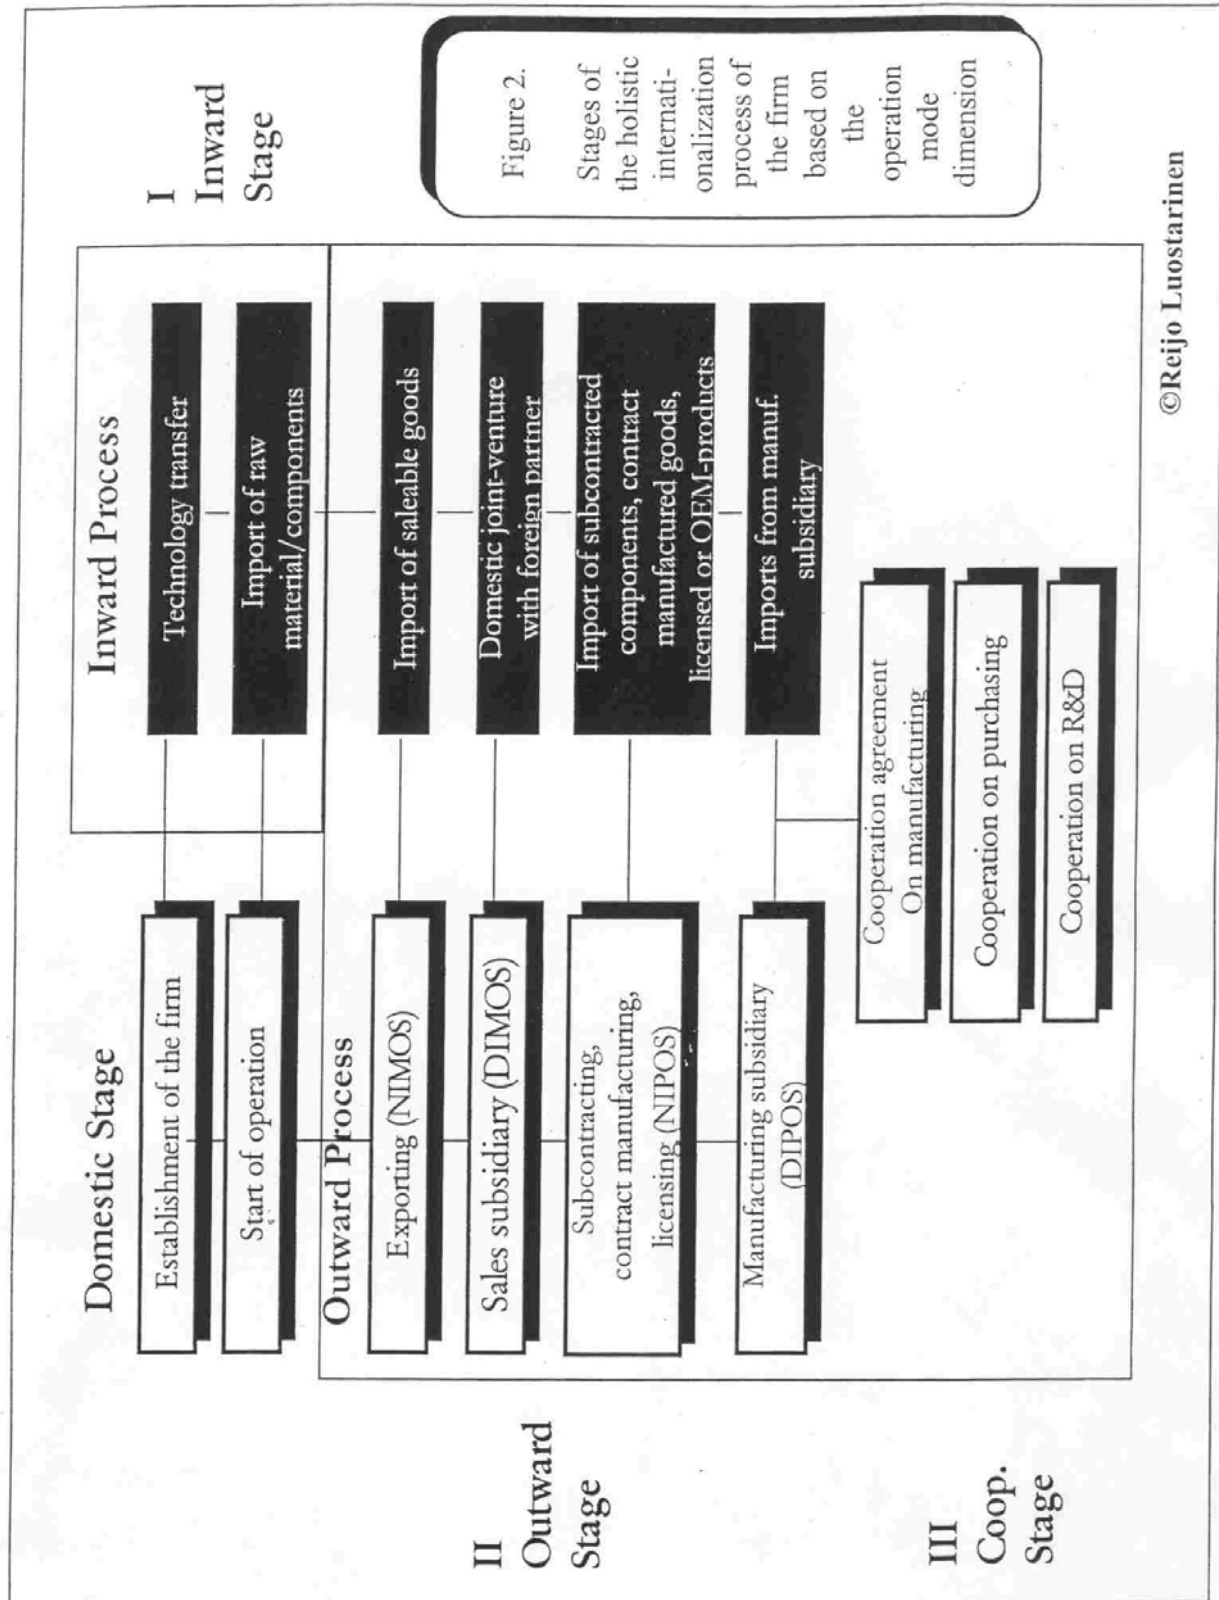 Domestic Stage
Inward Process
I
Inward
Stage
Establishment of the firm
Technology transfer
Start of operation
Import of raw
material/components
Outward Process
II
Outward
Stage
Exporting (NIMOS)
Import of saleable goods
Sales subsidiary (DIMOS)
Domestic joint-venture
with foreign partner
Subcontracting,
contract manufacturing,
licensing (NIPOS)
Import of subcontracted
components, contract
manufactured goods,
licensed or OEM-products
Manufacturing subsidiary
(DIPOS)
Imports from manuf.
subsidiary
III
Coop.
Stage
Cooperation agreement
On manufacturing
Cooperation on purchasing
Cooperation on R&D
Figure 2.
Stages of
the holistic
internati-
onalization
process of
the firm
based on
the
operation
mode
dimension
©Reijo Luostarinen